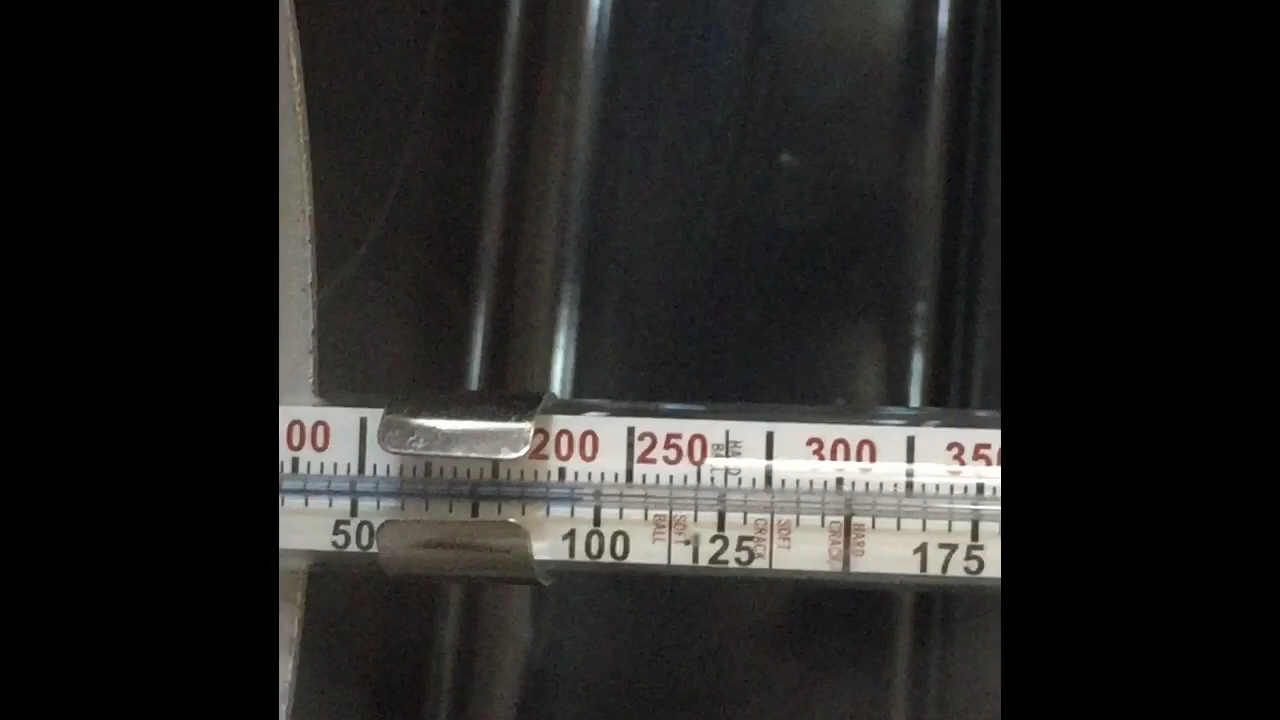 00 200 250 300 350
HARD BALL
SOFT BALL
SOFT CRACK
HARD CRACK
50 100 125 175